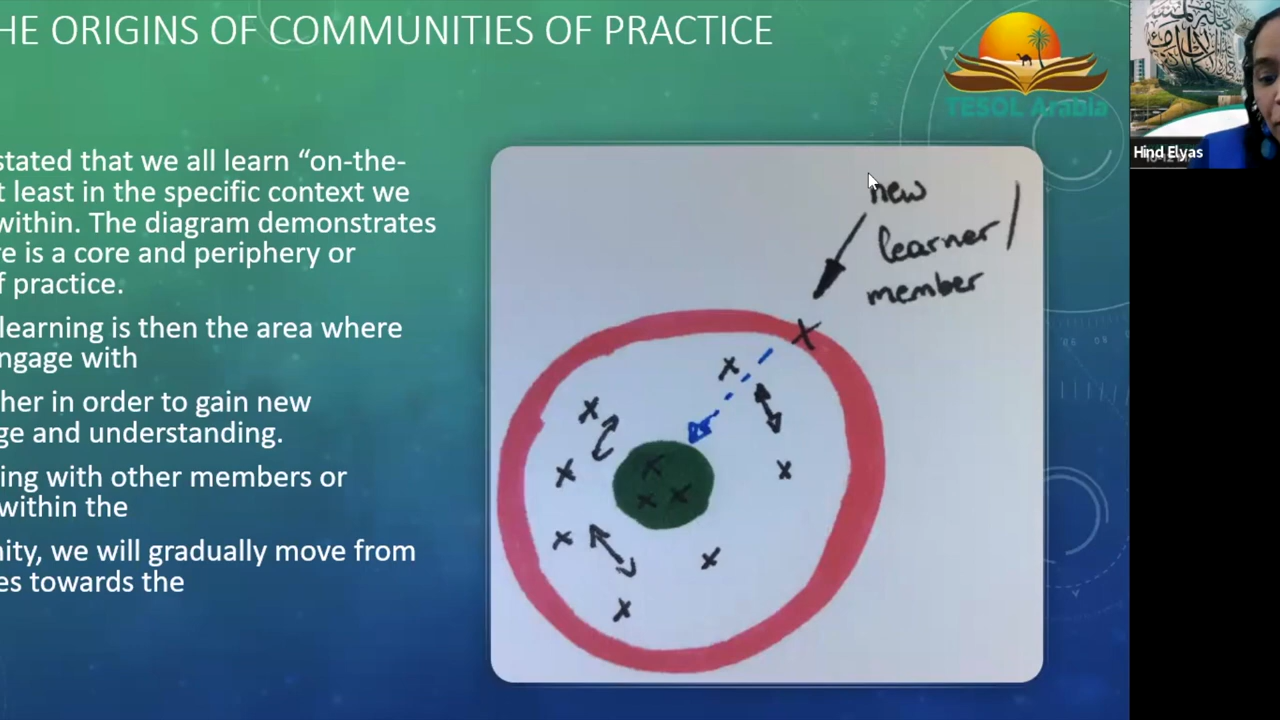 HE ORIGINS OF COMMUNITIES OF PRACTICE
TESOL Arabia
Hind Elyas
stated that we all learn “on-the-
t least in the specific context we
within. The diagram demonstrates
re is a core and periphery or
f practice.
learning is then the area where
ngage with
her in order to gain new
ge and understanding.
ing with other members or
within the
ity, we will gradually move from
es towards the
new
learner/
member